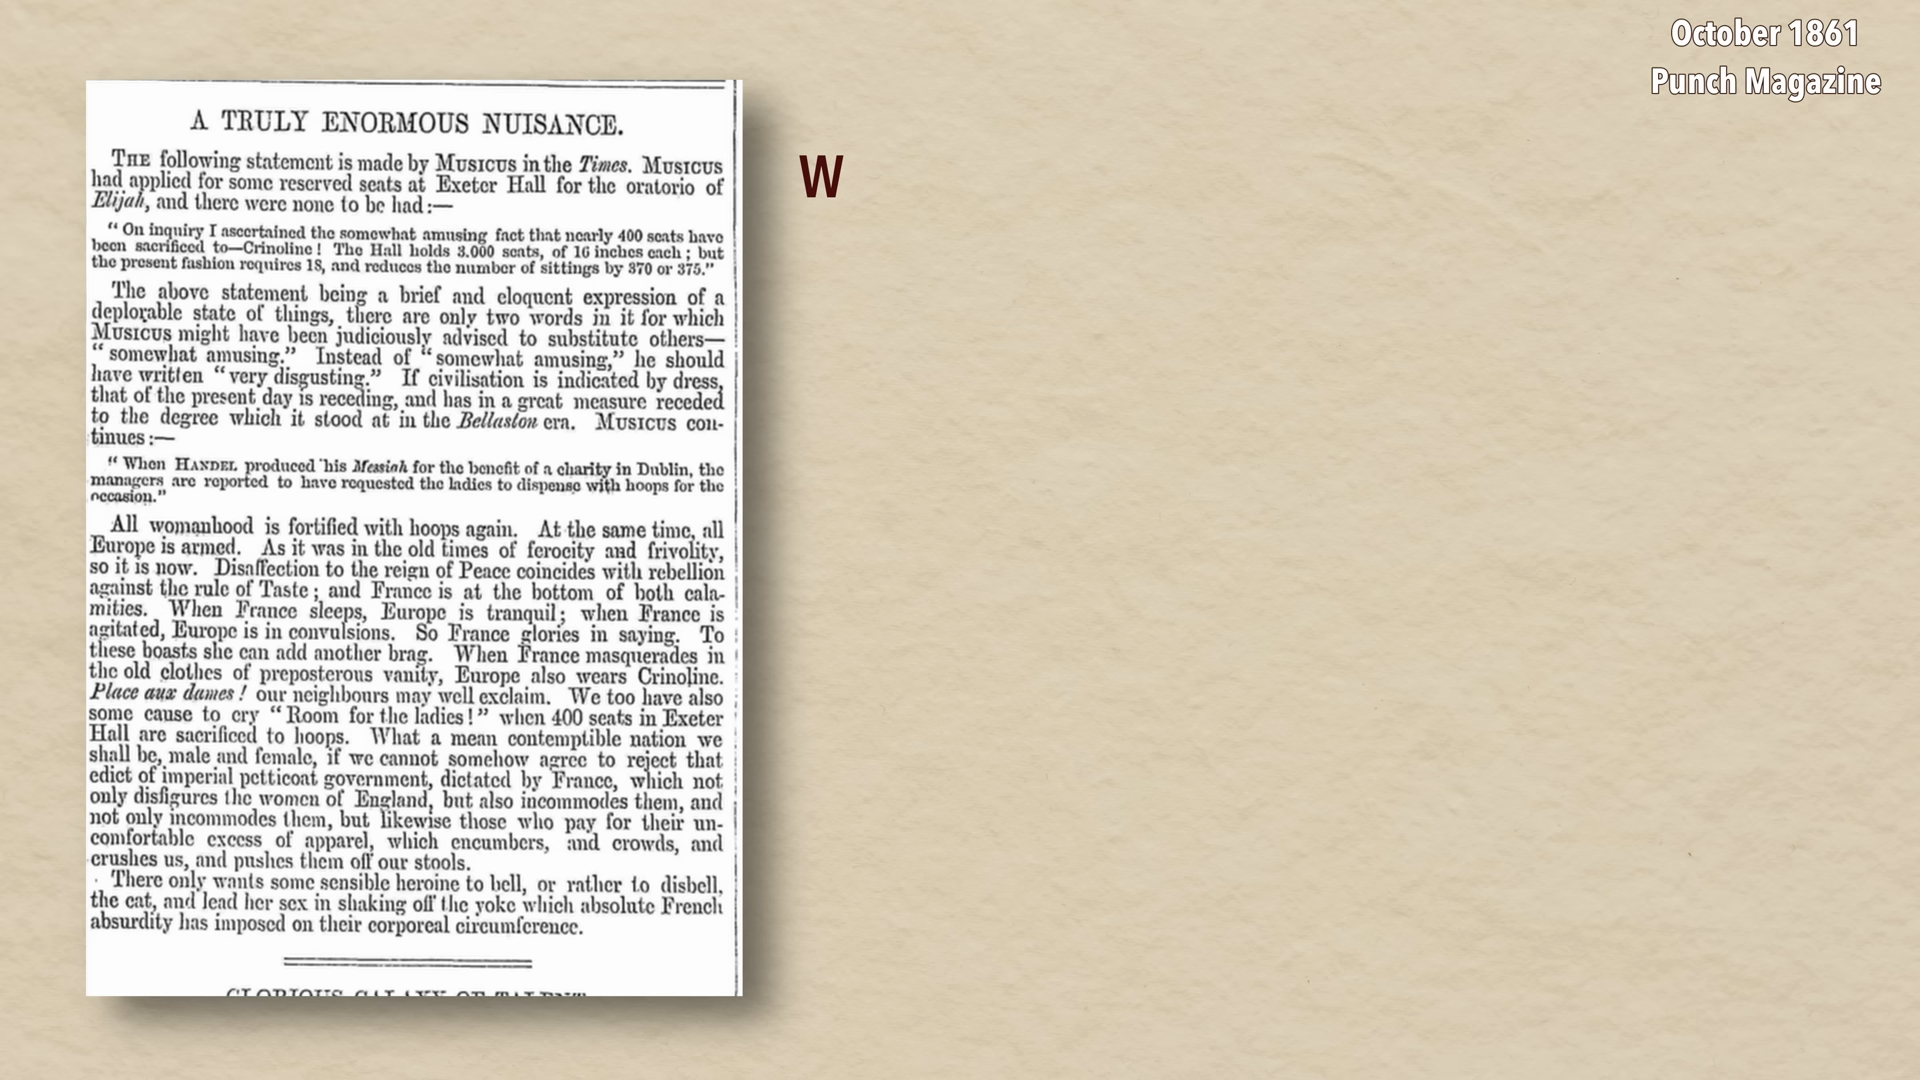 October 1861
Punch Magazine
A TRULY ENORMOUS NUISANCE.
THE following statement is made by MUSICUS in the Times. MUSICUS
had applied for some reserved seats at Exeter Hall for the oratorio of
Elijah, and there were none to be had:—
“On inquiry I ascertained the somewhat amusing fact that nearly 400 seats have
been sacrificed to—Crinoline! The Hall holds 3.000 seats, of 16 inches each; but
the present fashion requires 18, and reduces the number of sittings by 370 or 375.”
The above statement being a brief and eloquent expression of a
deplorable state of things, there are only two words in it for which
MUSICUS might have been judiciously advised to substitute others—
“somewhat amusing.” Instead of “somewhat amusing,” he should
have written “very disgusting.” If civilisation is indicated by dress,
that of the present day is receding, and has in a great measure receded
to the degree which it stood at in the Bellaston era. MUSICUS con-
tinues:—
“When HANDEL produced his Messiah for the benefit of a charity in Dublin, the
managers are reported to have requested the ladies to dispense with hoops for the
occasion.”
All womanhood is fortified with hoops again. At the same time, all
Europe is armed. As it was in the old times of ferocity and frivolity,
so it is now. Disaffection to the reign of Peace coincides with rebellion
against the rule of Taste; and France is at the bottom of both cala-
mities. When France sleeps, Europe is tranquil; when France is
agitated, Europe is in convulsions. So France glories in saying. To
these boasts she can add another brag. When France masquerades in
the old clothes of preposterous vanity, Europe also wears Crinoline.
Place aux dames! our neighbours may well exclaim. We too have also
some cause to cry “Room for the ladies!” when 400 seats in Exeter
Hall are sacrificed to hoops. What a mean contemptible nation we
shall be, male and female, if we cannot somehow agree to reject that
edict of imperial petticoat government, dictated by France, which not
only disfigures the women of England, but also incommodes them, and
not only incommodes them, but likewise those who pay for their un-
comfortable excess of apparel, which encumbers, and crowds, and
crushes us, and pushes them off our stools.
There only wants some sensible heroine to bell, or rather to disbell,
the cat, and lead her sex in shaking off the yoke which absolute French
absurdity has imposed on their corporeal circumference.
GLORIOUS GALAXY OF TALENT
W